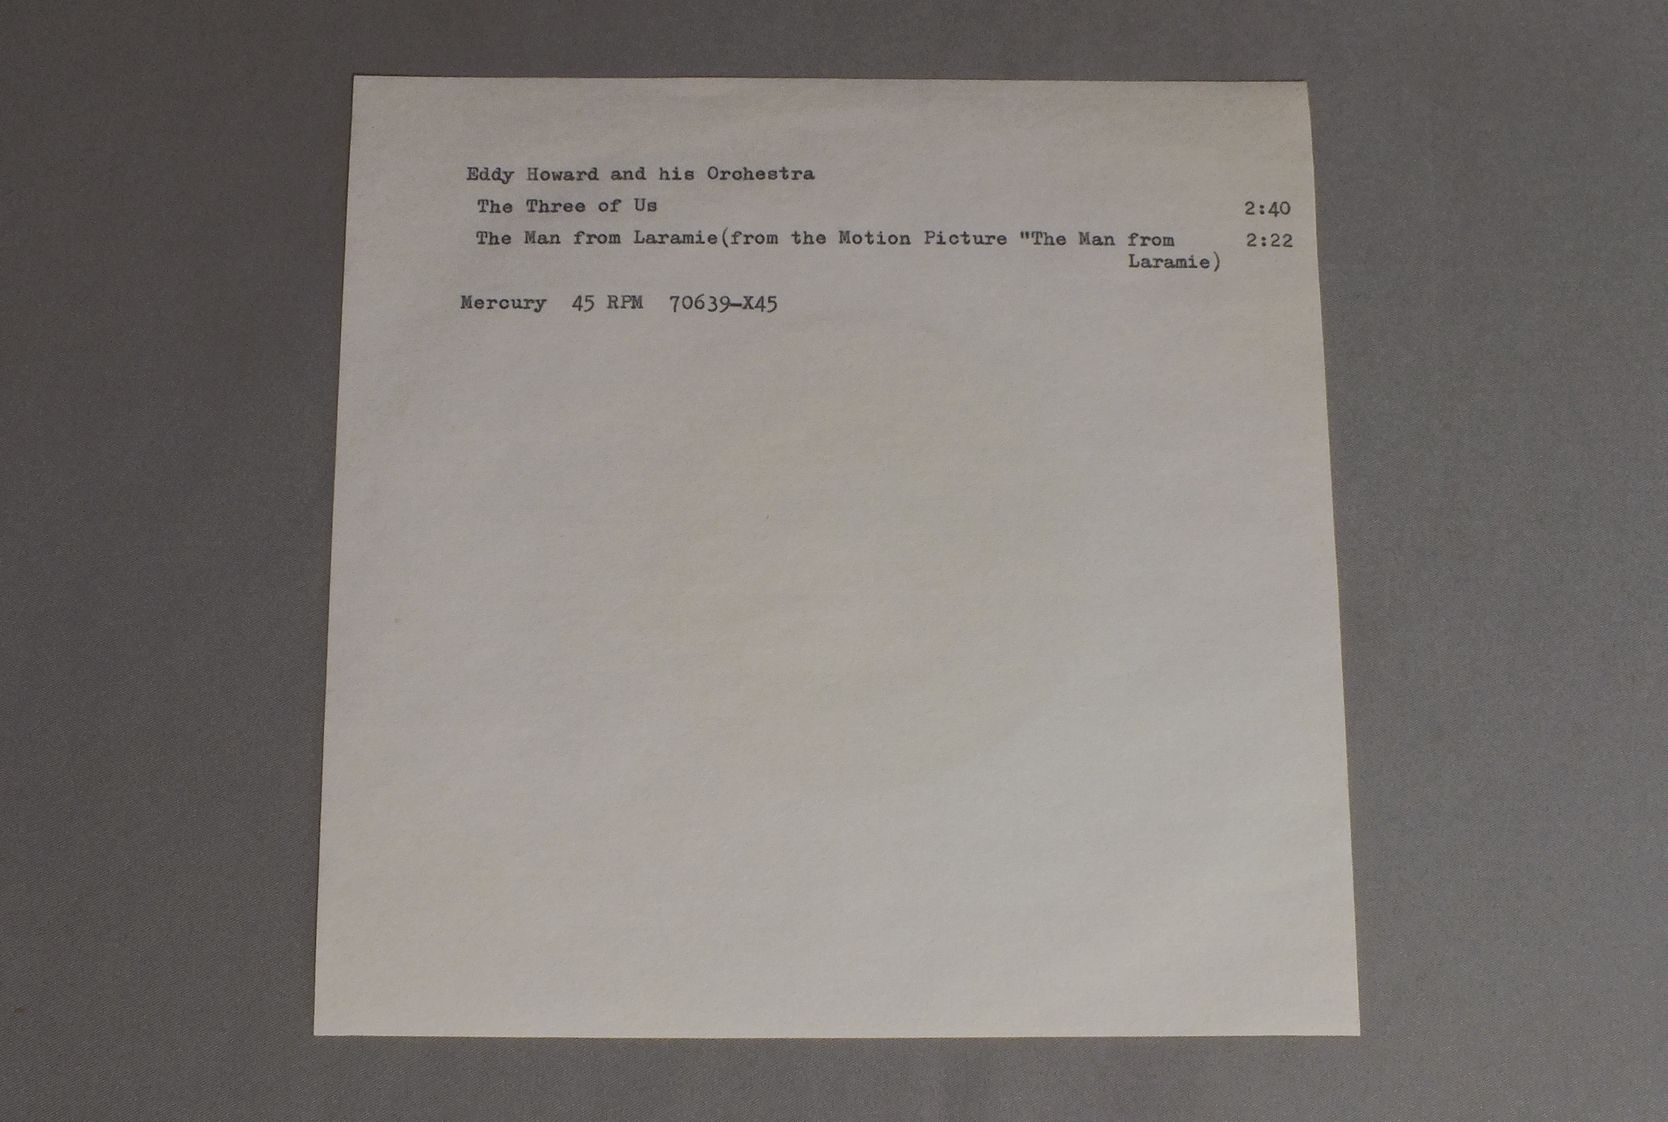 Eddy Howard and his Orchestra
The Three of Us 2:40
The Man from Laramie(from the Motion Picture "The Man from 2:22
Laramie)
Mercury 45 RPM 70639-X45